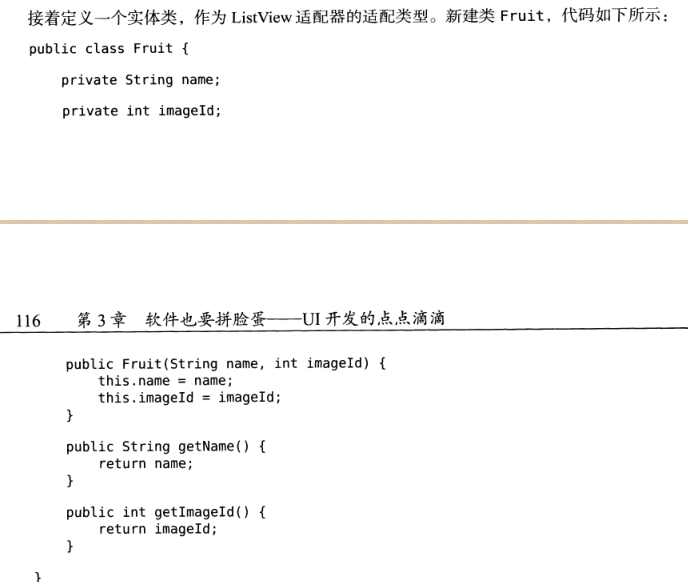 接着定义一个实体类，作为 ListView 适配器的适配类型。新建类 Fruit，代码如下所示：
public class Fruit {
    private String name;
    private int imageId;
116 第 3 章 软件也要拼脸蛋——UI 开发的点点滴滴
    public Fruit(String name, int imageId) {
        this.name = name;
        this.imageId = imageId;
    }
    public String getName() {
        return name;
    }
    public int getImageId() {
        return imageId;
    }
}